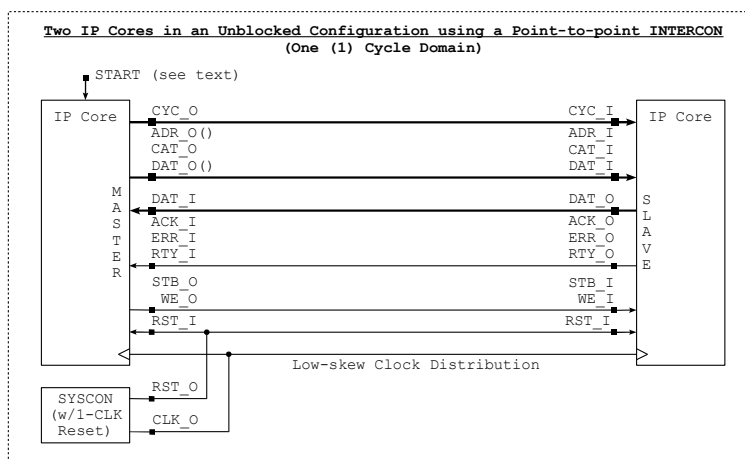 Two IP Cores in an Unblocked Configuration using a Point-to-point INTERCON
(One (1) Cycle Domain)
START (see text)
IP Core
CYC_O
CYC_I
IP Core
ADR_O()
ADR_I
CAT_O
CAT_I
DAT_O()
DAT_I
MASTER
DAT_I
DAT_O
SLAVE
ACK_I
ACK_O
ERR_I
ERR_O
RTY_I
RTY_O
STB_O
STB_I
WE_O
WE_I
RST_I
RST_I
Low-skew Clock Distribution
SYSCON
(w/1-CLK
Reset)
RST_O
CLK_O